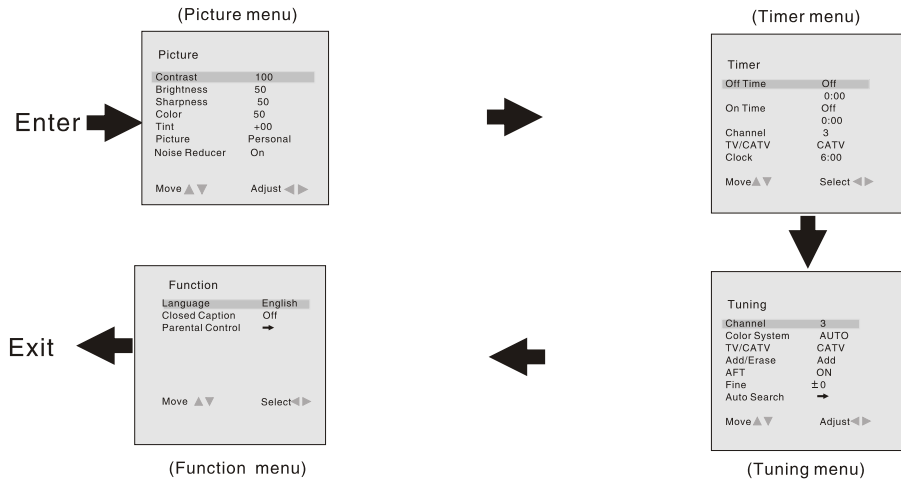 (Picture menu)
Picture
Contrast 100
Brightness 50
Sharpness 50
Color 50
Tint +00
Picture Personal
Noise Reducer On
Move Adjust
Enter
(Timer menu)
Timer
Off Time Off
0:00
On Time Off
0:00
Channel 3
TV/CATV CATV
Clock 6:00
Move Select
Tuning
Channel 3
Color System AUTO
TV/CATV CATV
Add/Erase Add
AFT ON
Fine ±0
Auto Search
Move Adjust
(Tuning menu)
Function
Language English
Closed Caption Off
Parental Control
Move Select
(Function menu)
Exit